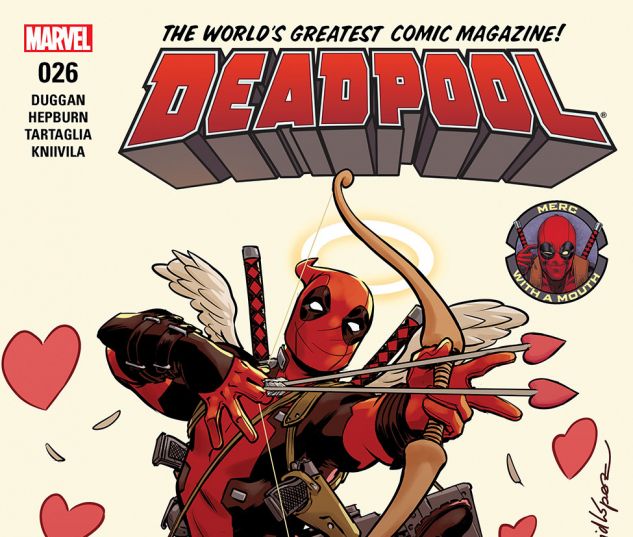 MARVEL
026
DUGGAN
HEPBURN
TARTAGLIA
KNIIVILA
THE WORLD'S GREATEST COMIC MAGAZINE!
DEADPOOL®
MERC
WITH A MOUTH